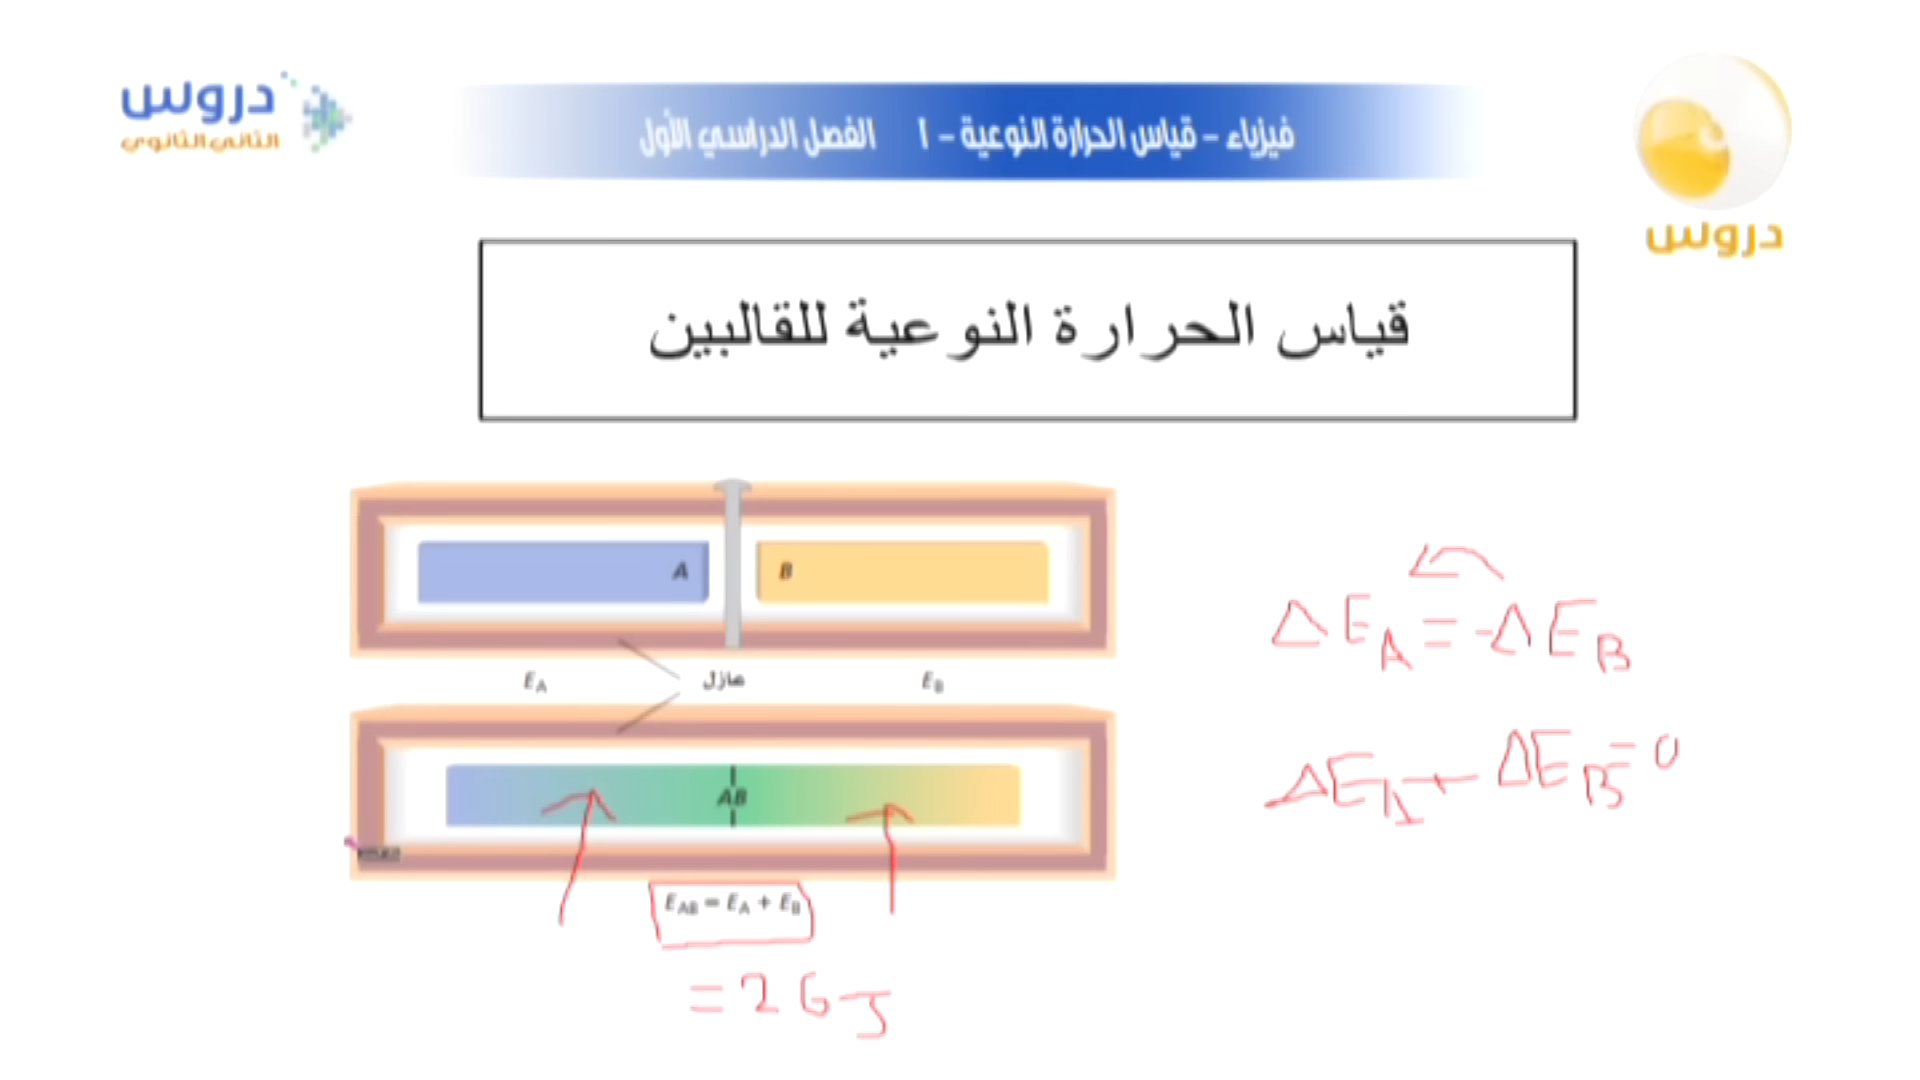 دروس
الثاني الثانوي
فيزياء - قياس الحرارة النوعية - 1 الفصل الدراسي الأول
دروس
قياس الحرارة النوعية للقالبين
A B
E_A عازل E_B
AB
E_AB = E_A + E_B
= 26 J
ΔE_A = -ΔE_B
ΔE_A + ΔE_B = 0